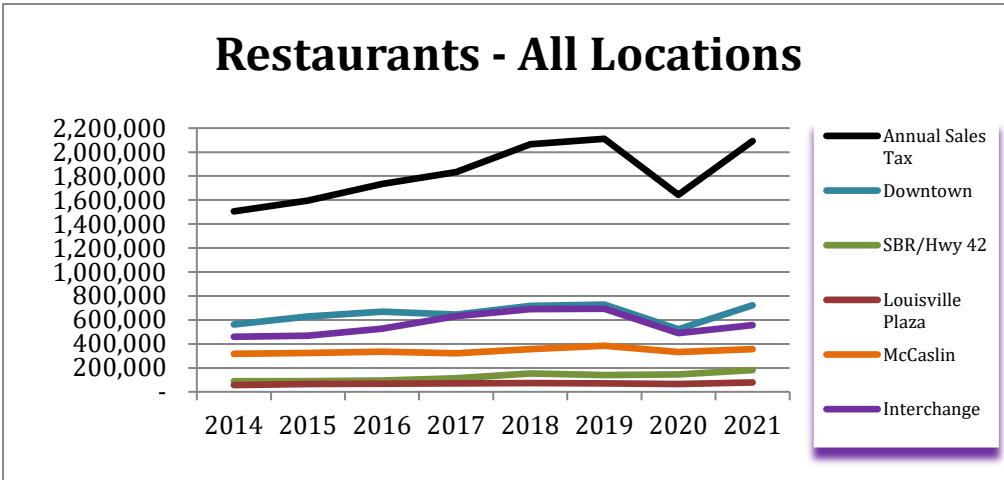 Restaurants - All Locations
2,200,000
2,000,000
1,800,000
1,600,000
1,400,000
1,200,000
1,000,000
800,000
600,000
400,000
200,000
-
2014 2015 2016 2017 2018 2019 2020 2021
Annual Sales
Tax
Downtown
SBR/Hwy 42
Louisville
Plaza
McCaslin
Interchange